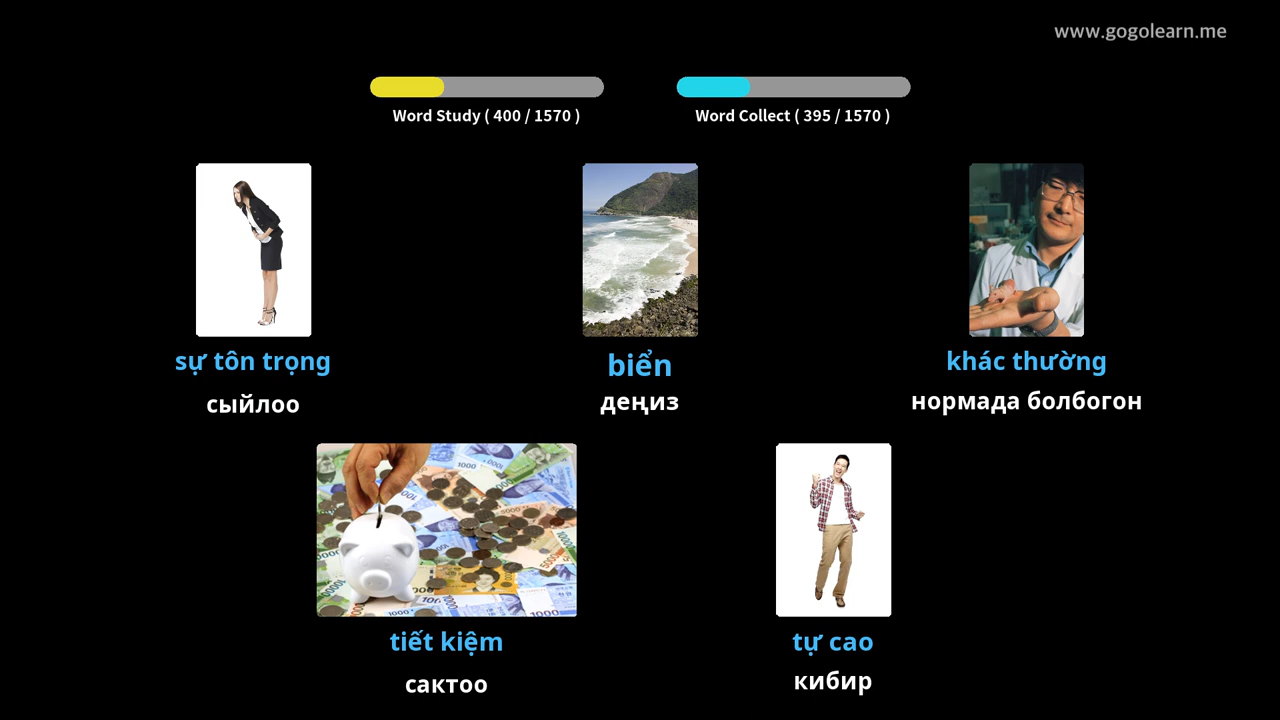 www.gogolearn.me
Word Study ( 400 / 1570 )
Word Collect ( 395 / 1570 )
sự tôn trọng
сыйлоо
biển
деңиз
khác thường
нормада болбогон
tiết kiệm
сактоо
tự cao
кибир